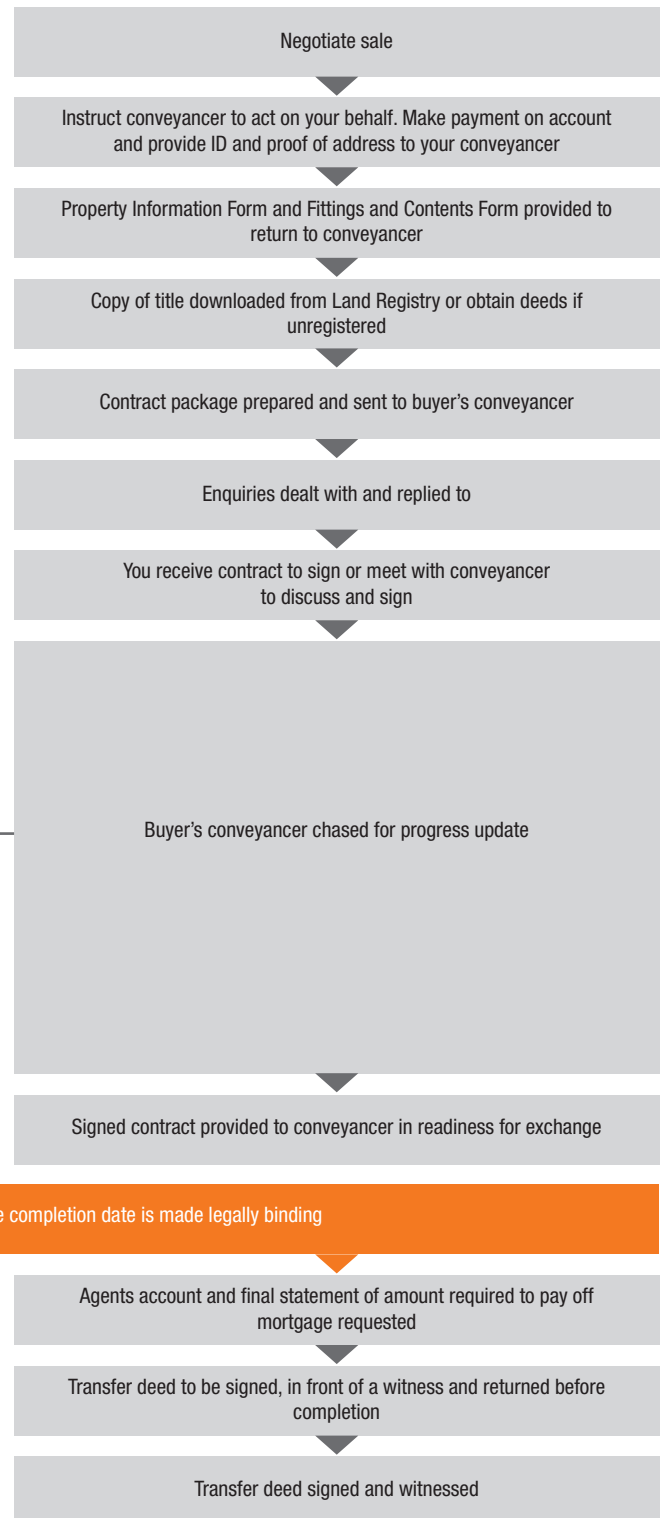 Negotiate sale
Instruct conveyancer to act on your behalf. Make payment on account
and provide ID and proof of address to your conveyancer
Property Information Form and Fittings and Contents Form provided to
return to conveyancer
Copy of title downloaded from Land Registry or obtain deeds if
unregistered
Contract package prepared and sent to buyer’s conveyancer
Enquiries dealt with and replied to
You receive contract to sign or meet with conveyancer
to discuss and sign
Buyer’s conveyancer chased for progress update
Signed contract provided to conveyancer in readiness for exchange
completion date is made legally binding
Agents account and final statement of amount required to pay off
mortgage requested
Transfer deed to be signed, in front of a witness and returned before
completion
Transfer deed signed and witnessed